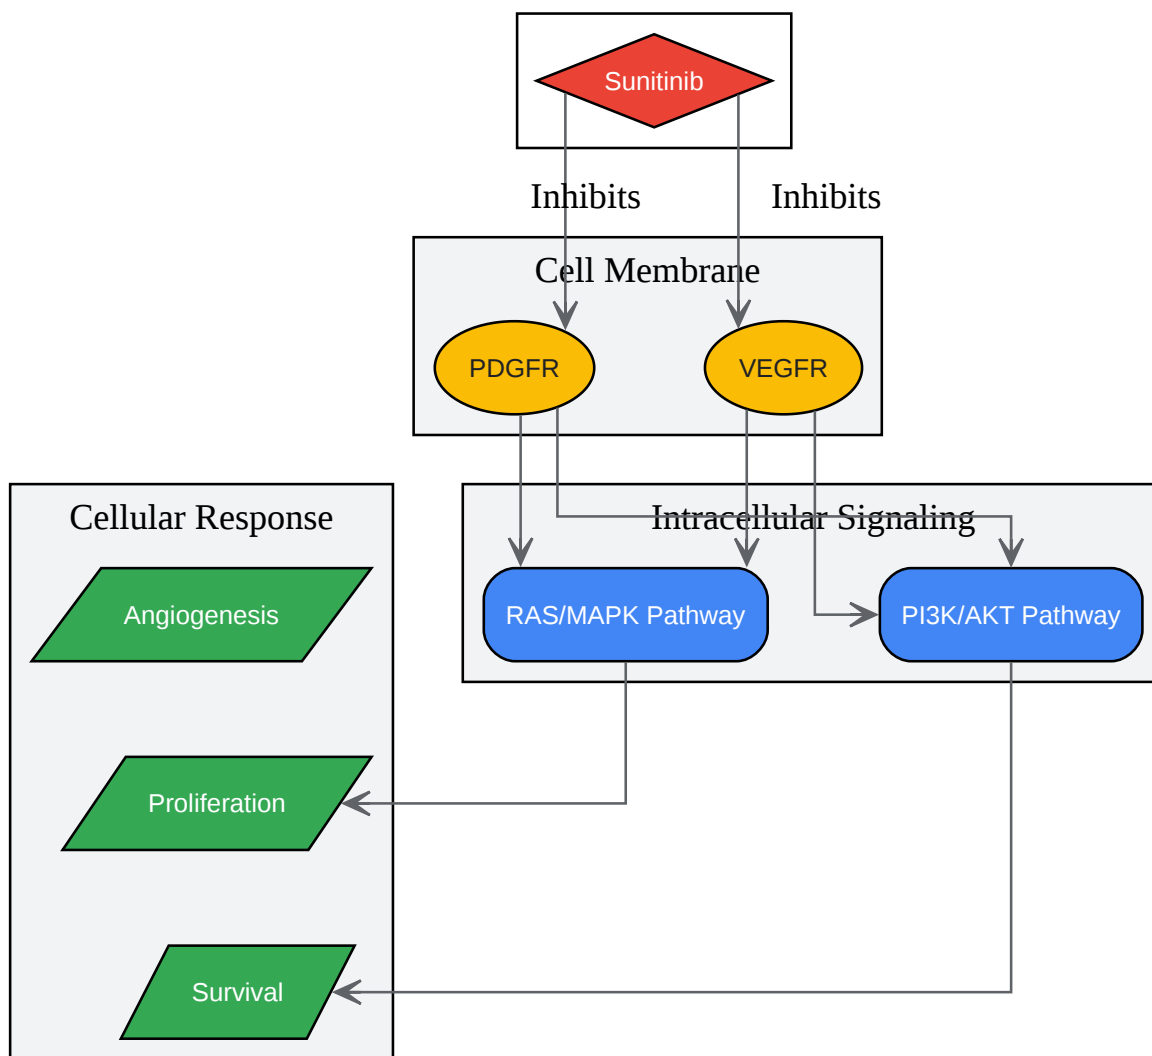 Sunitinib
Inhibits
Inhibits
Cell Membrane
PDGFR
VEGFR
Cellular Response
Intracellular Signaling
Angiogenesis
RAS/MAPK Pathway
PI3K/AKT Pathway
Proliferation
Survival